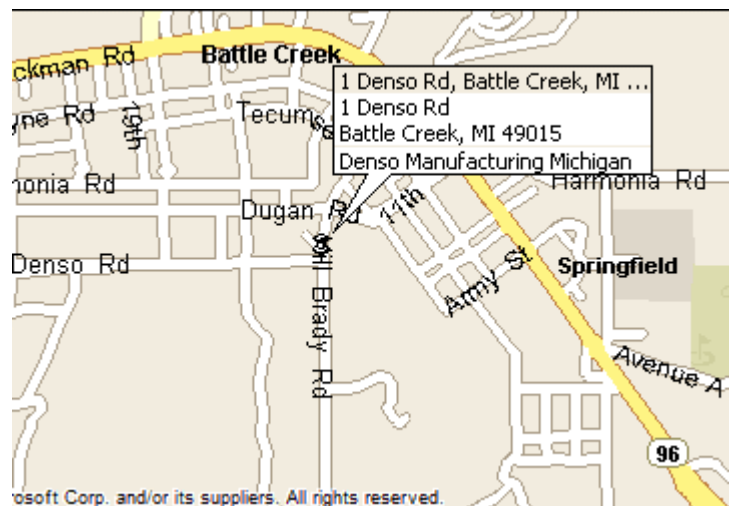 Battle Creek
ckman Rd
1 Denso Rd, Battle Creek, MI ...
1 Denso Rd
Battle Creek, MI 49015
Denso Manufacturing Michigan
yne Rd
19th
Tecums
monia Rd
Harmonia Rd
Dugan Rd
11th
Denso Rd
Brady Rd
Army St
Springfield
Avenue A
96
rosoft Corp. and/or its suppliers. All rights reserved.